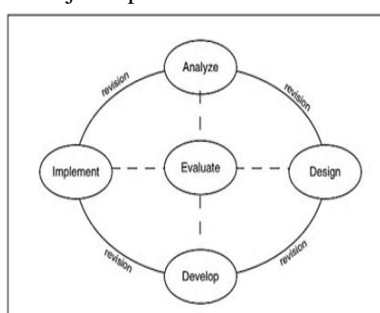 Analyze
revision
revision
Implement
Evaluate
Design
revision
revision
Develop